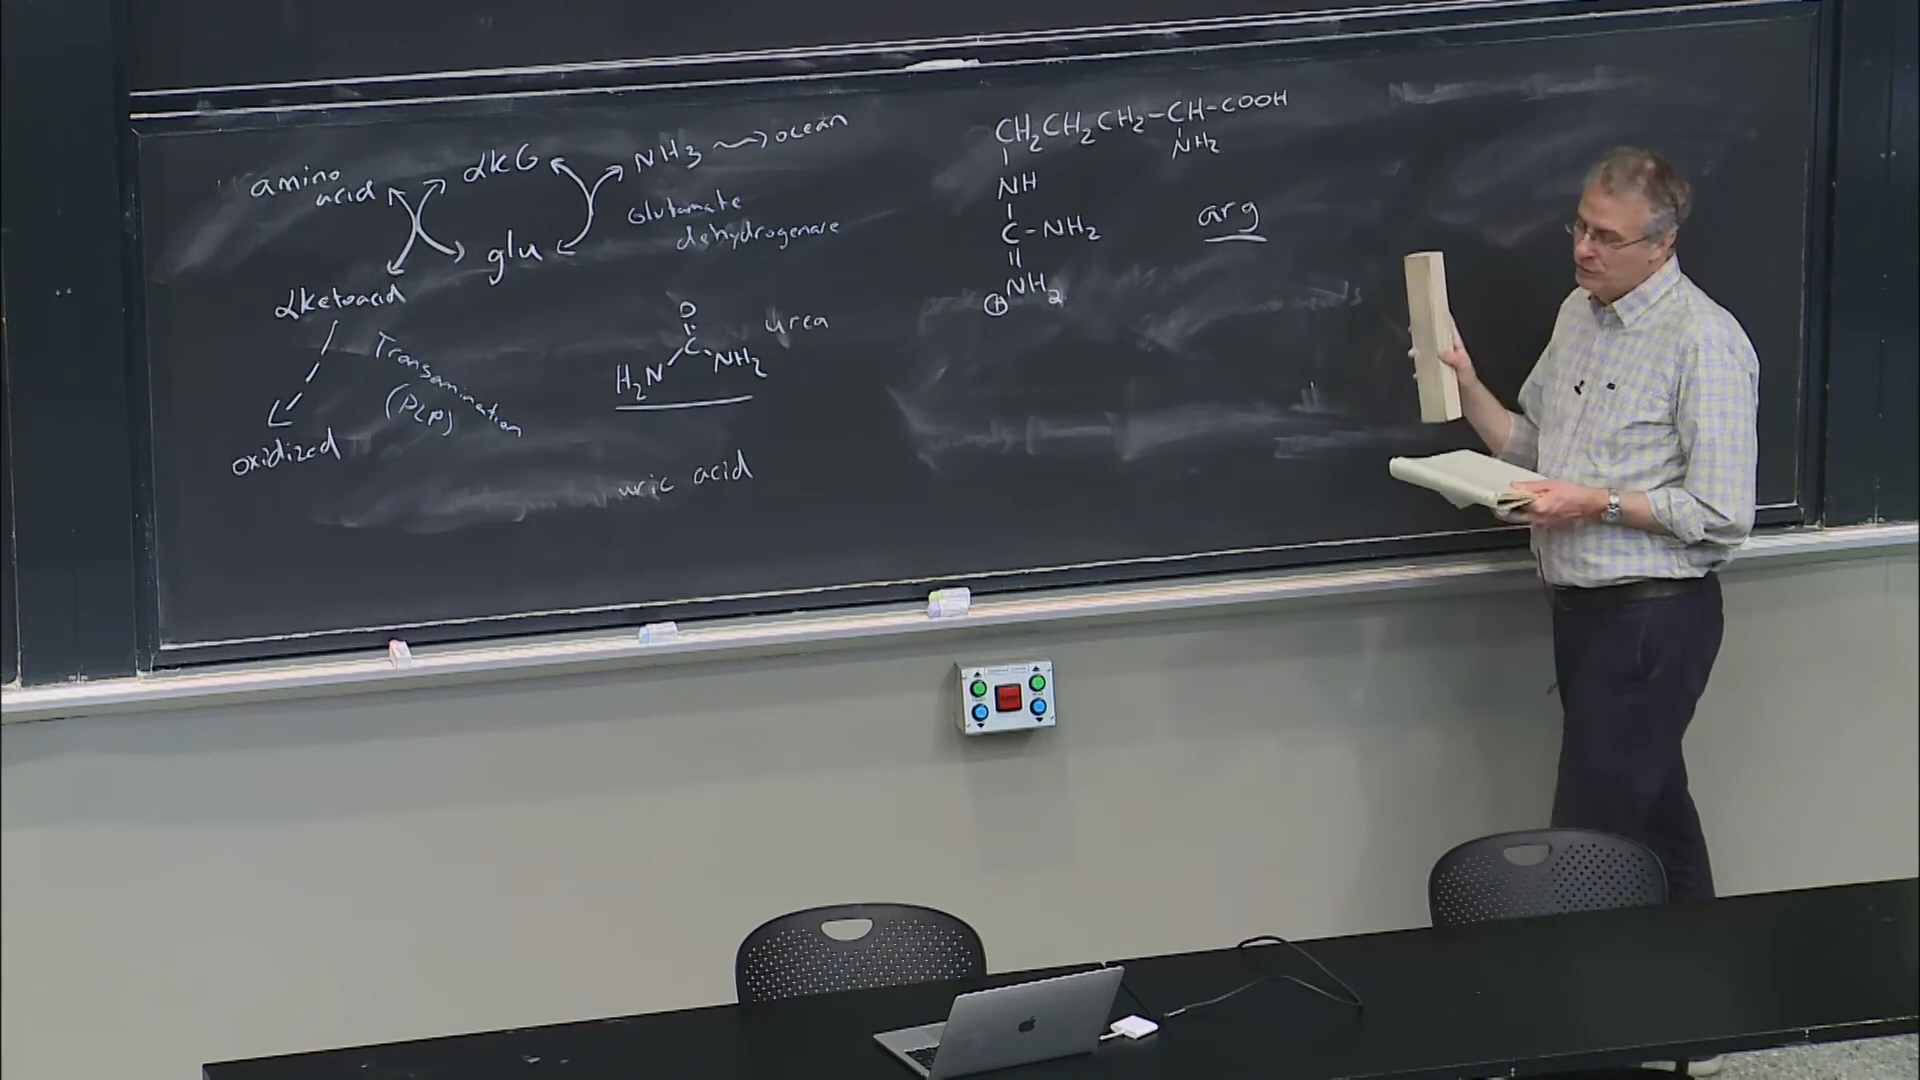 amino
acid
αkG
NH3 → ocean
glu
Glutamate
dehydrogenase
αketoacid
Transamination
(PLP)
oxidized
O
C
H2N
NH2
urea
uric acid
CH2CH2CH2-CH-COOH
NH2
NH
C-NH2
NH2
+
arg